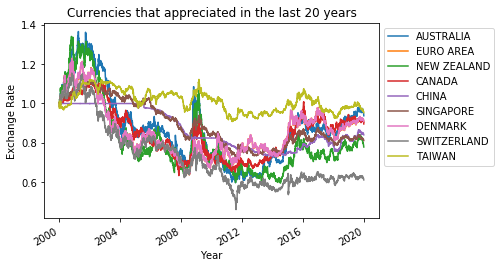 Currencies that appreciated in the last 20 years
1.4
1.2
1.0
0.8
0.6
Exchange Rate
2000
2004
2008
2012
2016
2020
Year
AUSTRALIA
EURO AREA
NEW ZEALAND
CANADA
CHINA
SINGAPORE
DENMARK
SWITZERLAND
TAIWAN